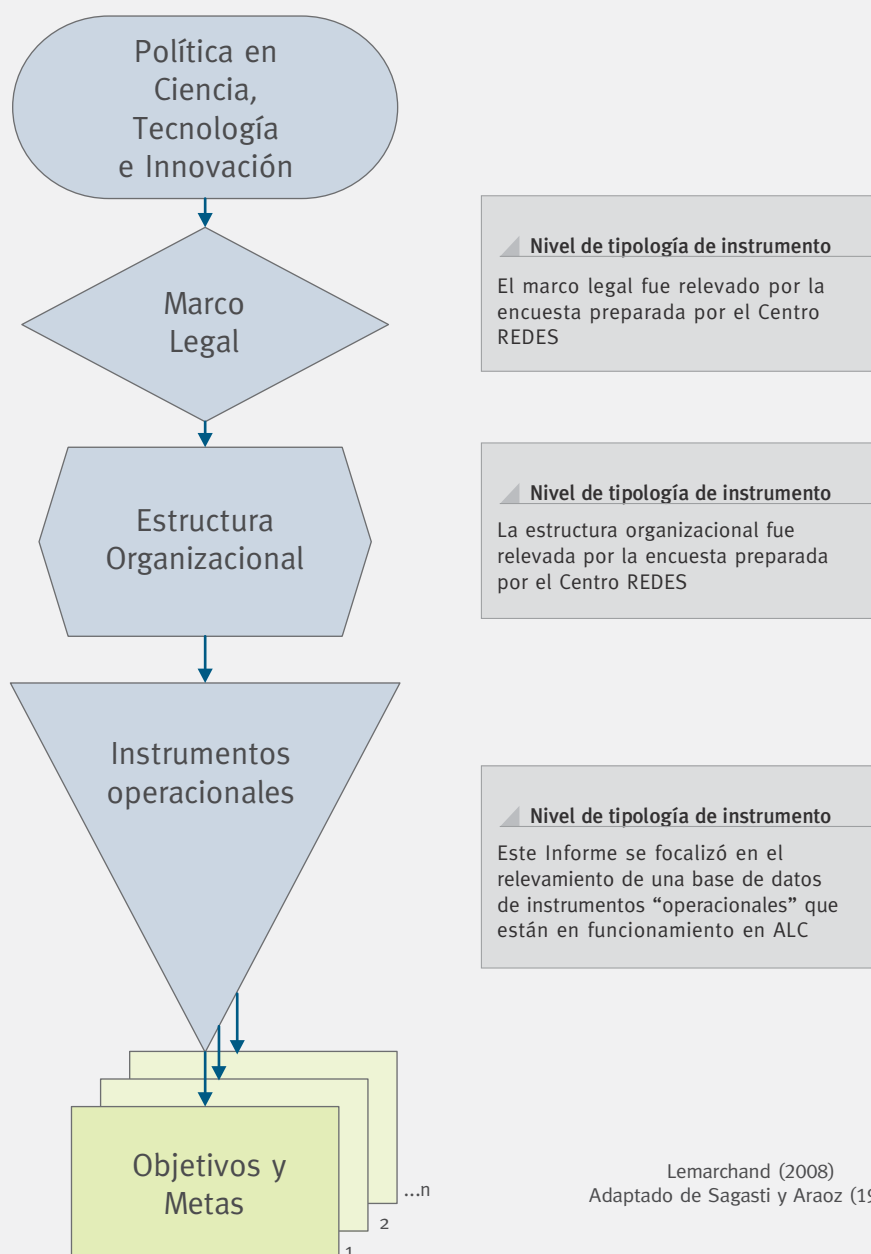 Política en
Ciencia,
Tecnología
e Innovación
Marco
Legal
Nivel de tipología de instrumento
El marco legal fue relevado por la
encuesta preparada por el Centro
REDES
Estructura
Organizacional
Nivel de tipología de instrumento
La estructura organizacional fue
relevada por la encuesta preparada
por el Centro REDES
Instrumentos
operacionales
Nivel de tipología de instrumento
Este Informe se focalizó en el
relevamiento de una base de datos
de instrumentos “operacionales” que
están en funcionamiento en ALC
Objetivos y
Metas
...n
2
1
Lemarchand (2008)
Adaptado de Sagasti y Araoz